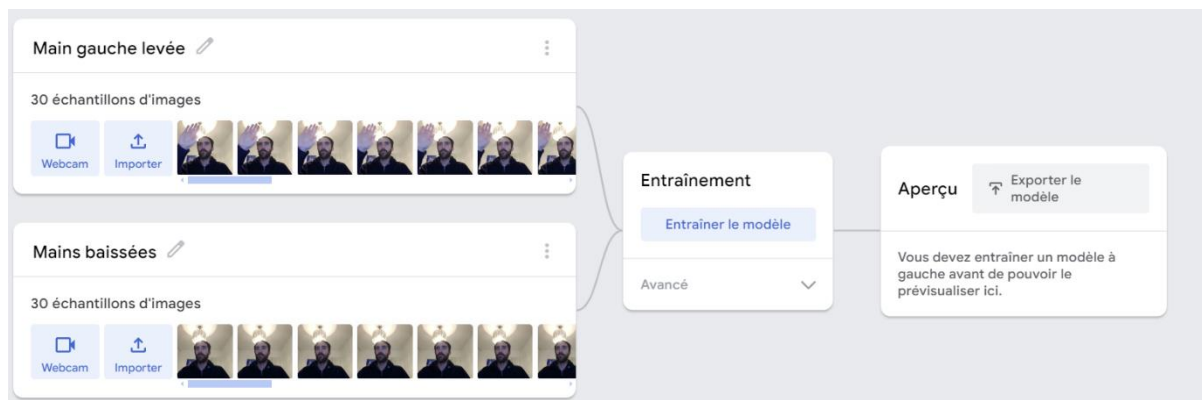 Main gauche levée
30 échantillons d'images
Webcam
Importer
Mains baissées
30 échantillons d'images
Webcam
Importer
Entraînement
Entraîner le modèle
Avancé
Aperçu
Exporter le
modèle
Vous devez entraîner un modèle à
gauche avant de pouvoir le
prévisualiser ici.